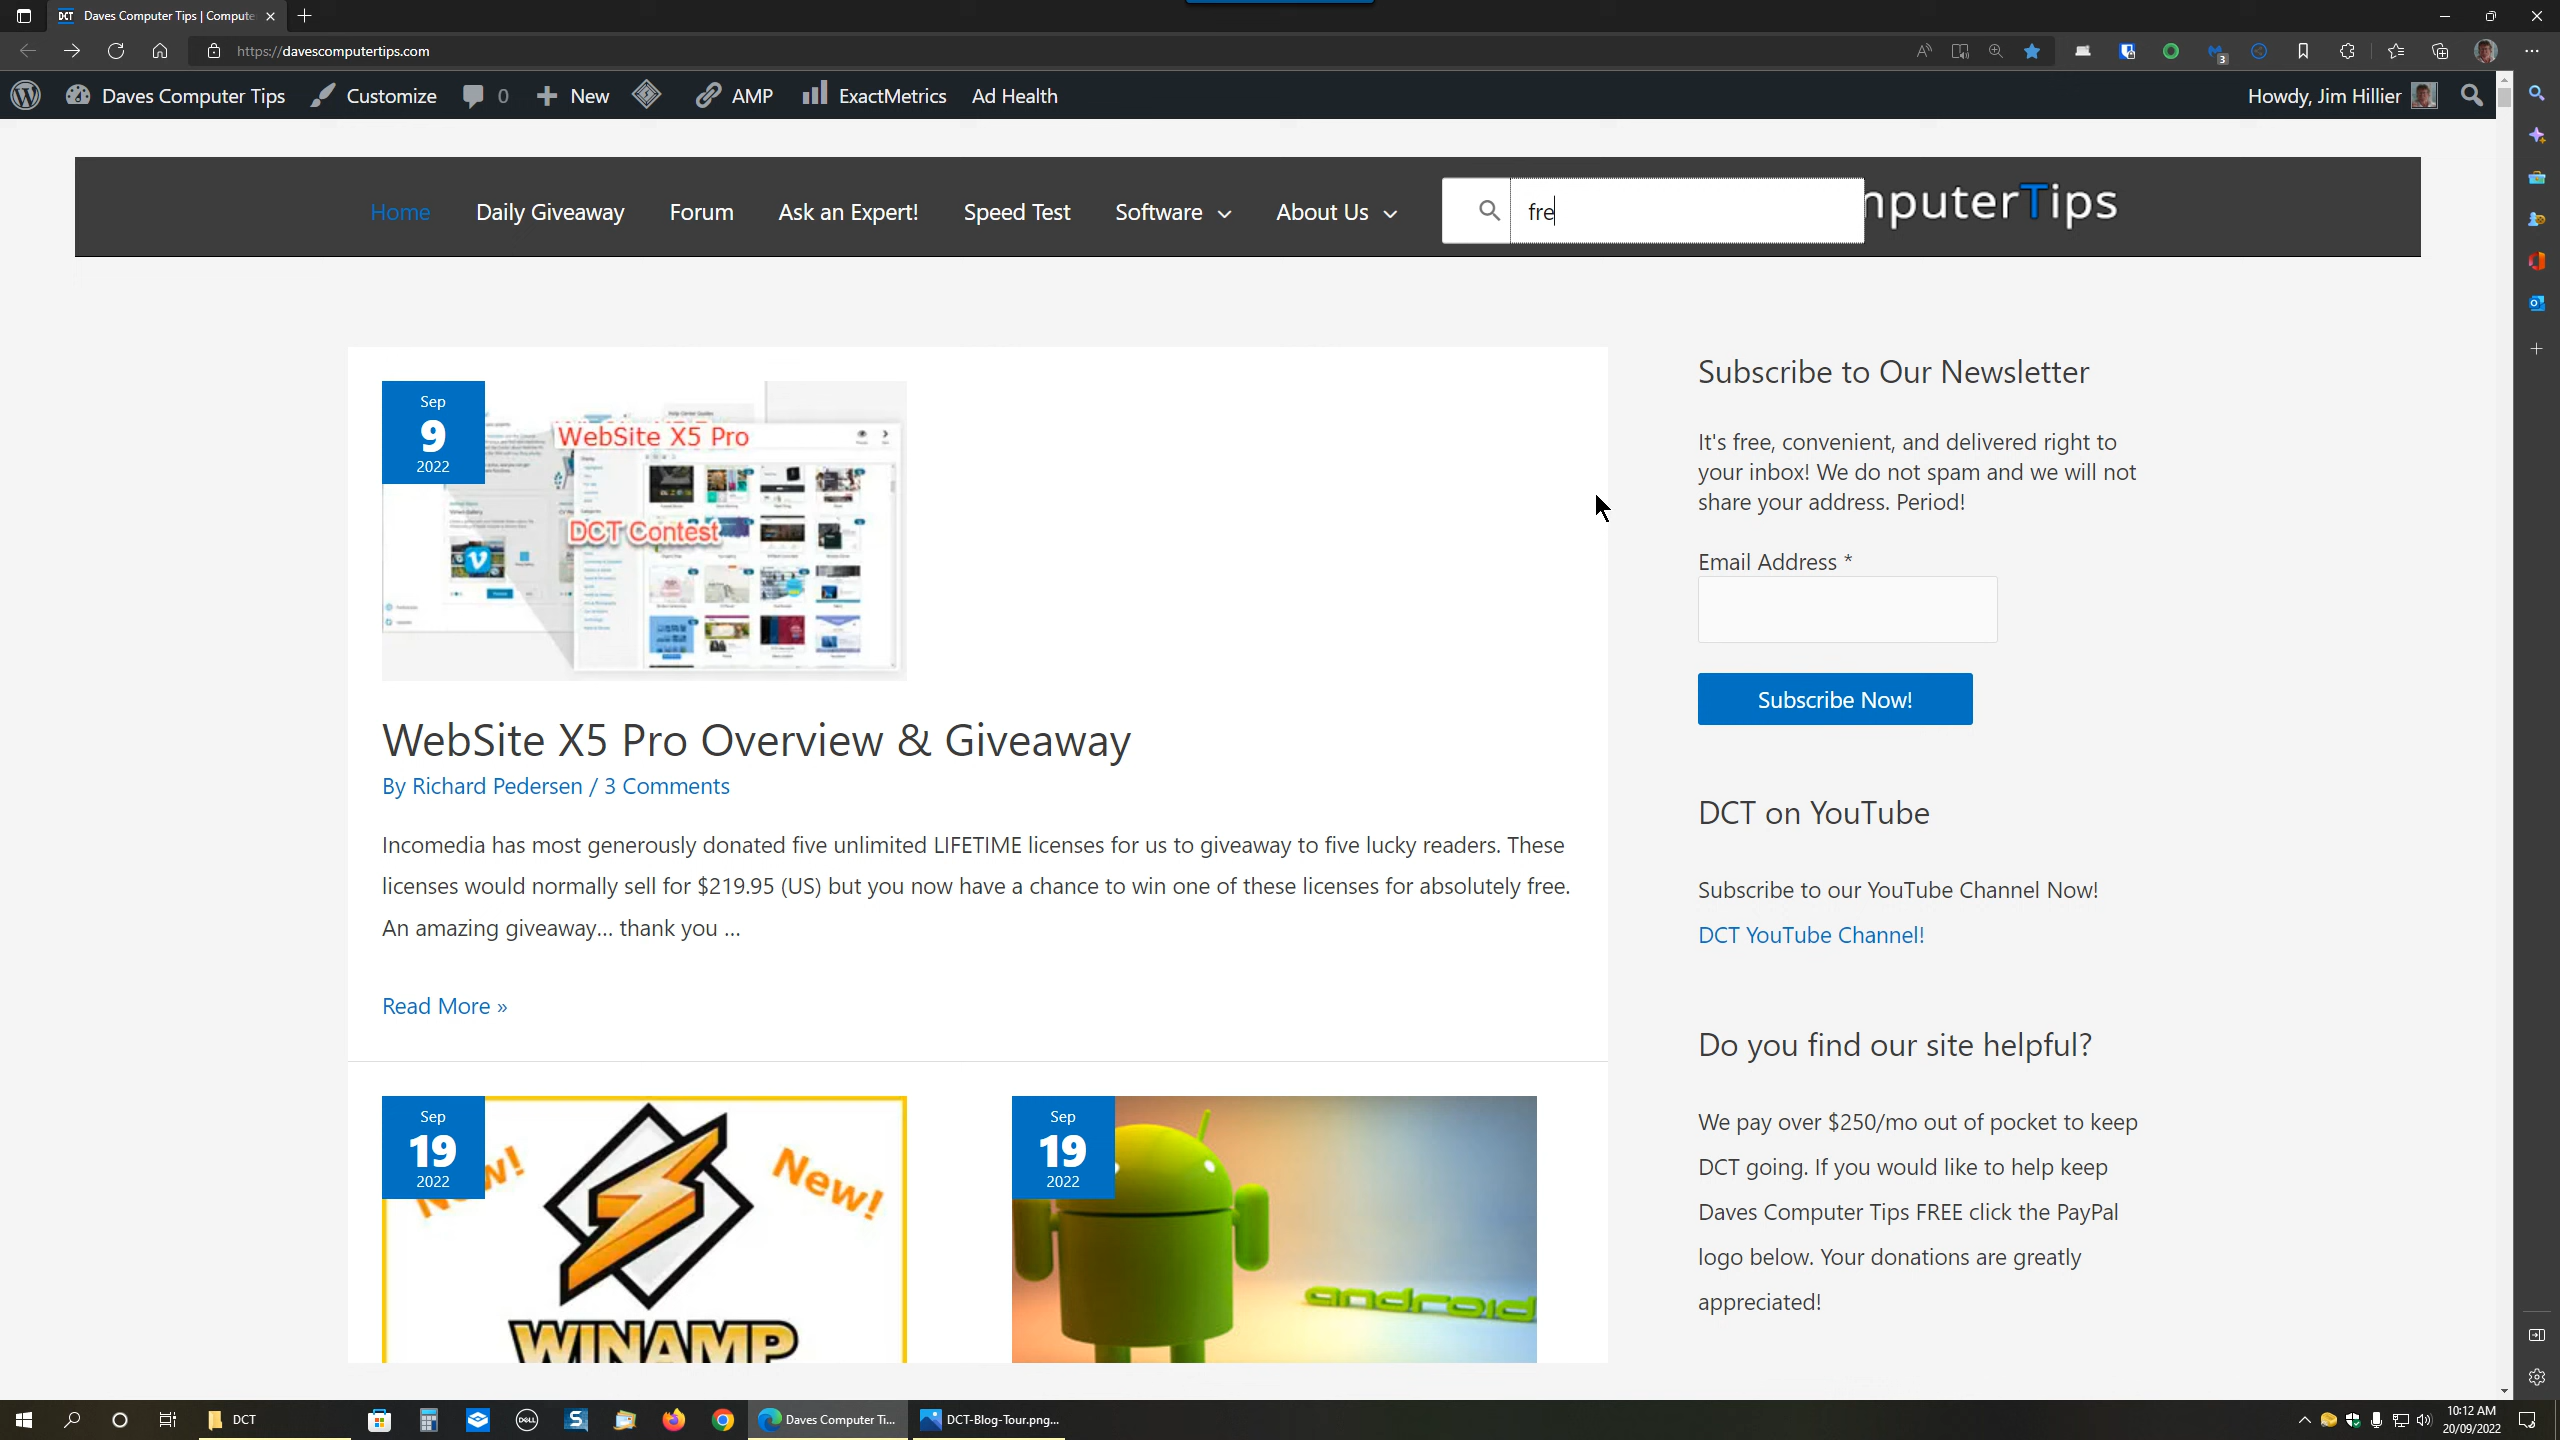 DCT Daves Computer Tips | Compute
https://davescomputertips.com
3
Daves Computer Tips
Customize
0
New
AMP
ExactMetrics
Ad Health
Howdy, Jim Hillier
Home
Daily Giveaway
Forum
Ask an Expert!
Speed Test
Software
About Us
fre
mputerTips
Sep
9
2022
WebSite X5 Pro
DCT Contest
WebSite X5 Pro Overview & Giveaway
By Richard Pedersen / 3 Comments
Incomedia has most generously donated five unlimited LIFETIME licenses for us to giveaway to five lucky readers. These
licenses would normally sell for $219.95 (US) but you now have a chance to win one of these licenses for absolutely free.
An amazing giveaway... thank you ...
Read More »
Sep
19
2022
New!
WINAMP
Sep
19
2022
android
Subscribe to Our Newsletter
It's free, convenient, and delivered right to
your inbox! We do not spam and we will not
share your address. Period!
Email Address *
Subscribe Now!
DCT on YouTube
Subscribe to our YouTube Channel Now!
DCT YouTube Channel!
Do you find our site helpful?
We pay over $250/mo out of pocket to keep
DCT going. If you would like to help keep
Daves Computer Tips FREE click the PayPal
logo below. Your donations are greatly
appreciated!
DCT
DELL
Daves Computer Ti...
DCT-Blog-Tour.png...
10:12 AM
20/09/2022